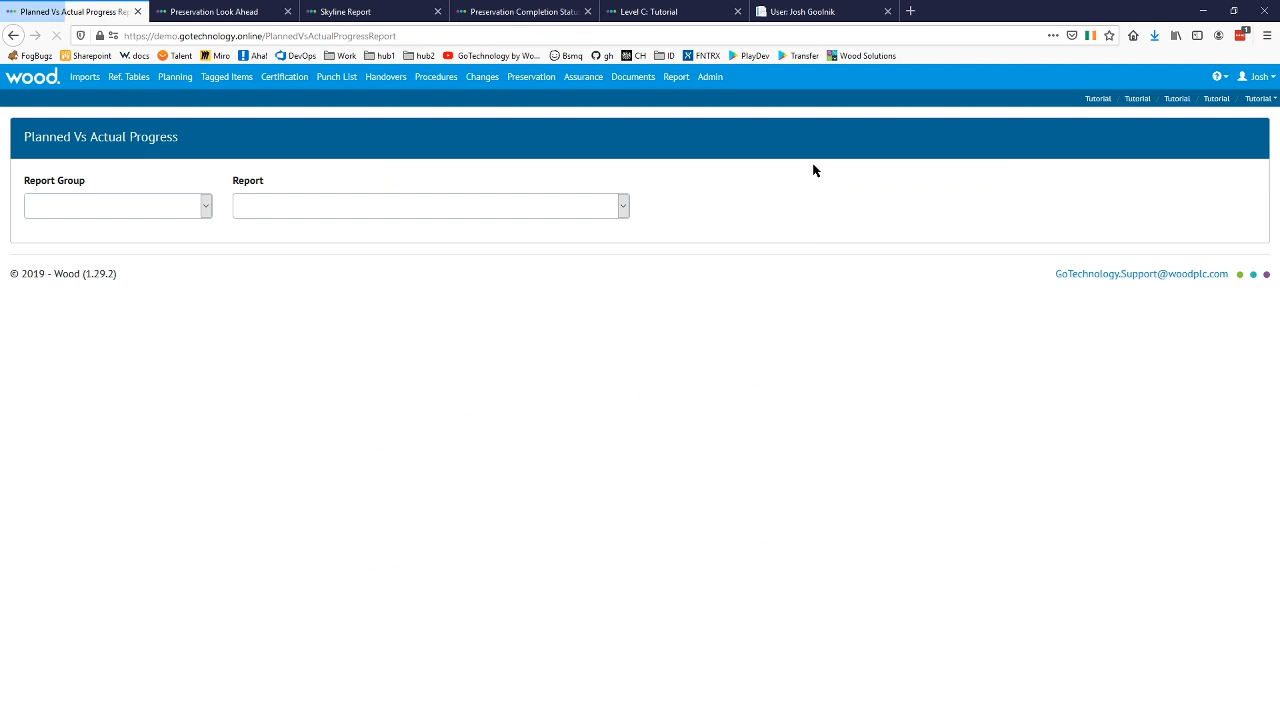 Planned Vs Actual Progress Rep
Preservation Look Ahead
Skyline Report
Preservation Completion Statu
Level C: Tutorial
User: Josh Goolnik
https://demo.gotechnology.online/PlannedVsActualProgressReport
FogBugz Sharepoint docs Talent Miro Aha! DevOps Work hub1 hub2 GoTechnology by Wo... Bsmq gh CH ID FNTRX PlayDev Transfer Wood Solutions
wood. Imports Ref. Tables Planning Tagged Items Certification Punch List Handovers Procedures Changes Preservation Assurance Documents Report Admin Josh
Tutorial / Tutorial / Tutorial / Tutorial / Tutorial
Planned Vs Actual Progress
Report Group Report
© 2019 - Wood (1.29.2) GoTechnology.Support@woodplc.com